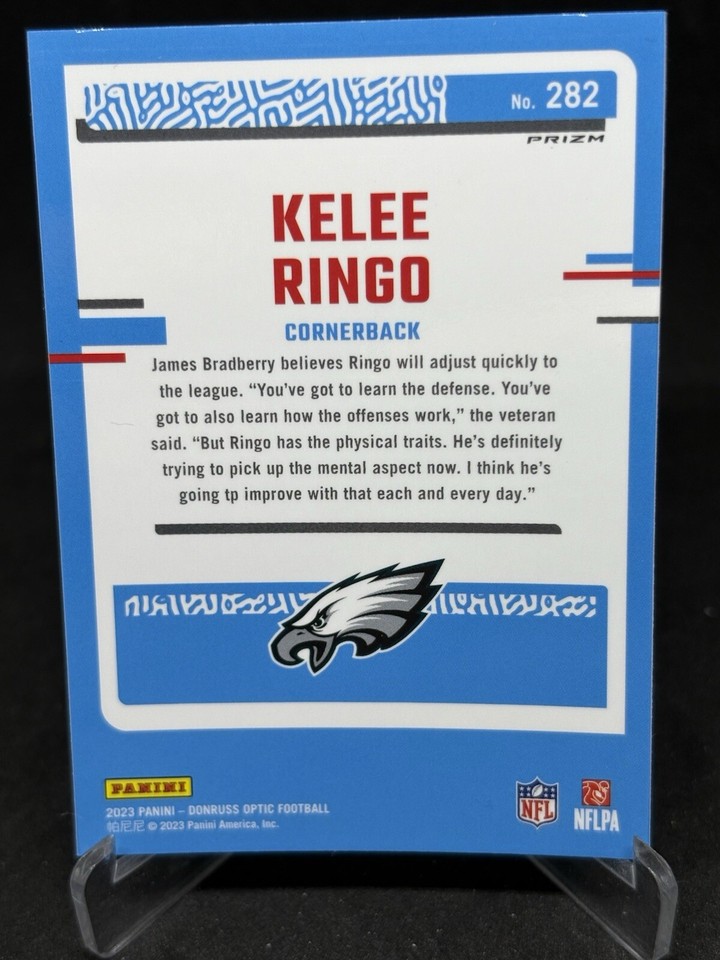 No. 282
PRIZM
KELEE
RINGO
CORNERBACK
James Bradberry believes Ringo will adjust quickly to
the league. “You’ve got to learn the defense. You’ve
got to also learn how the offenses work,” the veteran
said. “But Ringo has the physical traits. He’s definitely
trying to pick up the mental aspect now. I think he’s
going tp improve with that each and every day.”
PANINI
2023 PANINI – DONRUSS OPTIC FOOTBALL
帕尼尼 © 2023 Panini America, Inc.
NFL
NFLPA